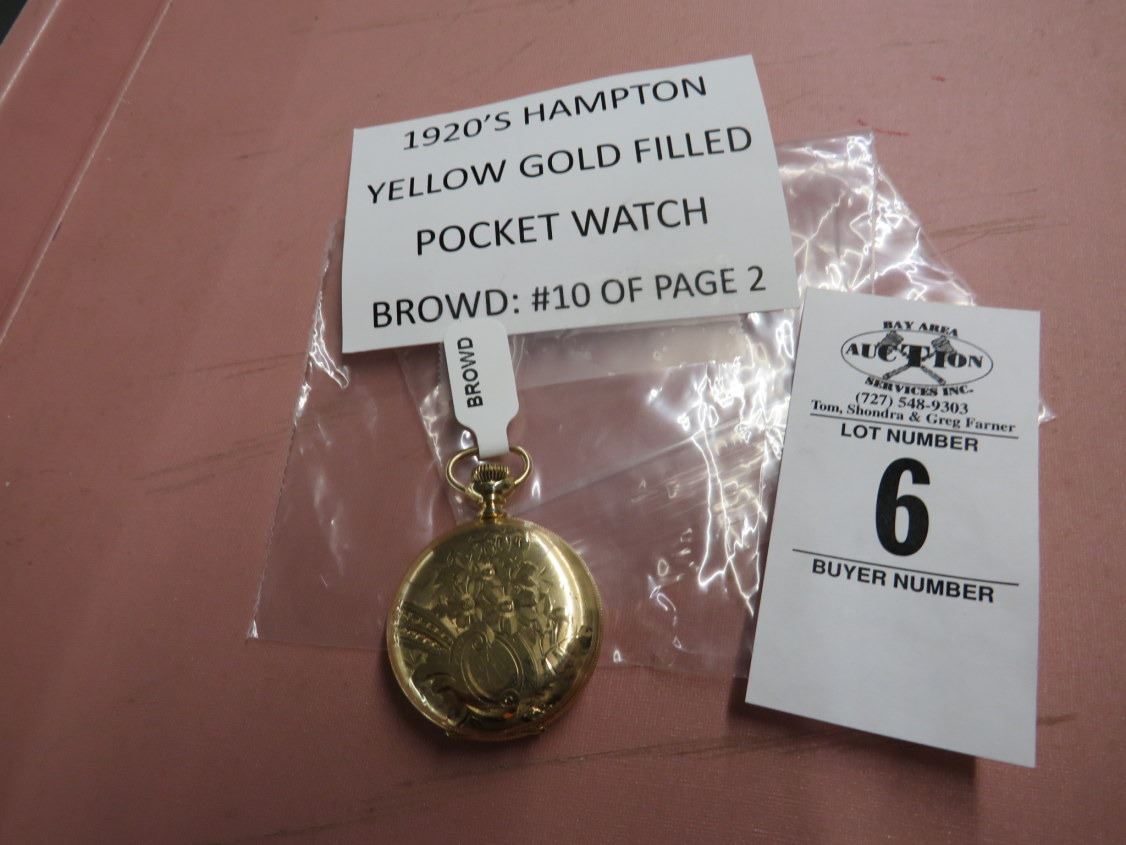 1920'S HAMPTON
YELLOW GOLD FILLED
POCKET WATCH
BROWD: #10 OF PAGE 2
BROWD
BAY AREA
AUCTION
SERVICES INC.
(727) 548-9303
Tom, Shondra & Greg Farner
LOT NUMBER
6
BUYER NUMBER